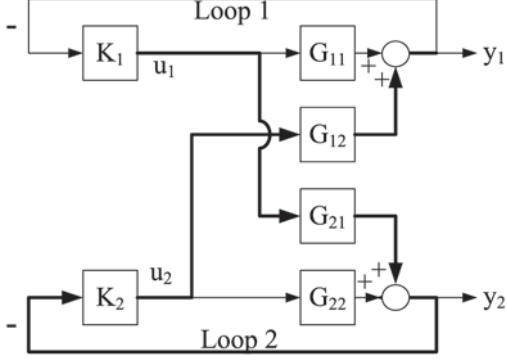 Loop 1
-
K₁
u₁
G₁₁
+
+
y₁
G₁₂
G₂₁
-
K₂
u₂
G₂₂
+
+
y₂
Loop 2